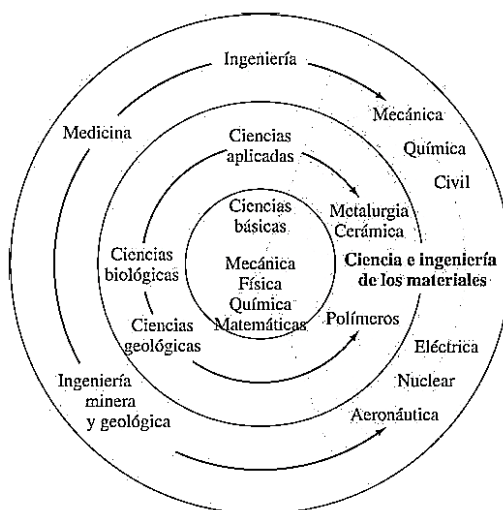 Ingeniería
Mecánica
Medicina
Química
Civil
Ciencias
aplicadas
Metalurgia
Cerámica
Ciencias
básicas
Ciencias
biológicas
Mecánica
Física
Química
Matemáticas
Ciencia e ingeniería
de los materiales
Ciencias
geológicas
Polímeros
Eléctrica
Nuclear
Aeronáutica
Ingeniería
minera
y geológica